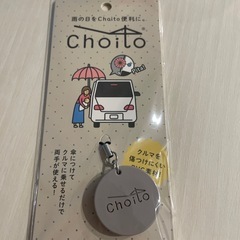 雨の日をChoito便利に。
Choito
傘につけて
クルマに乗せるだけで
両手が使える!
クルマを
傷つけにくい
Choito